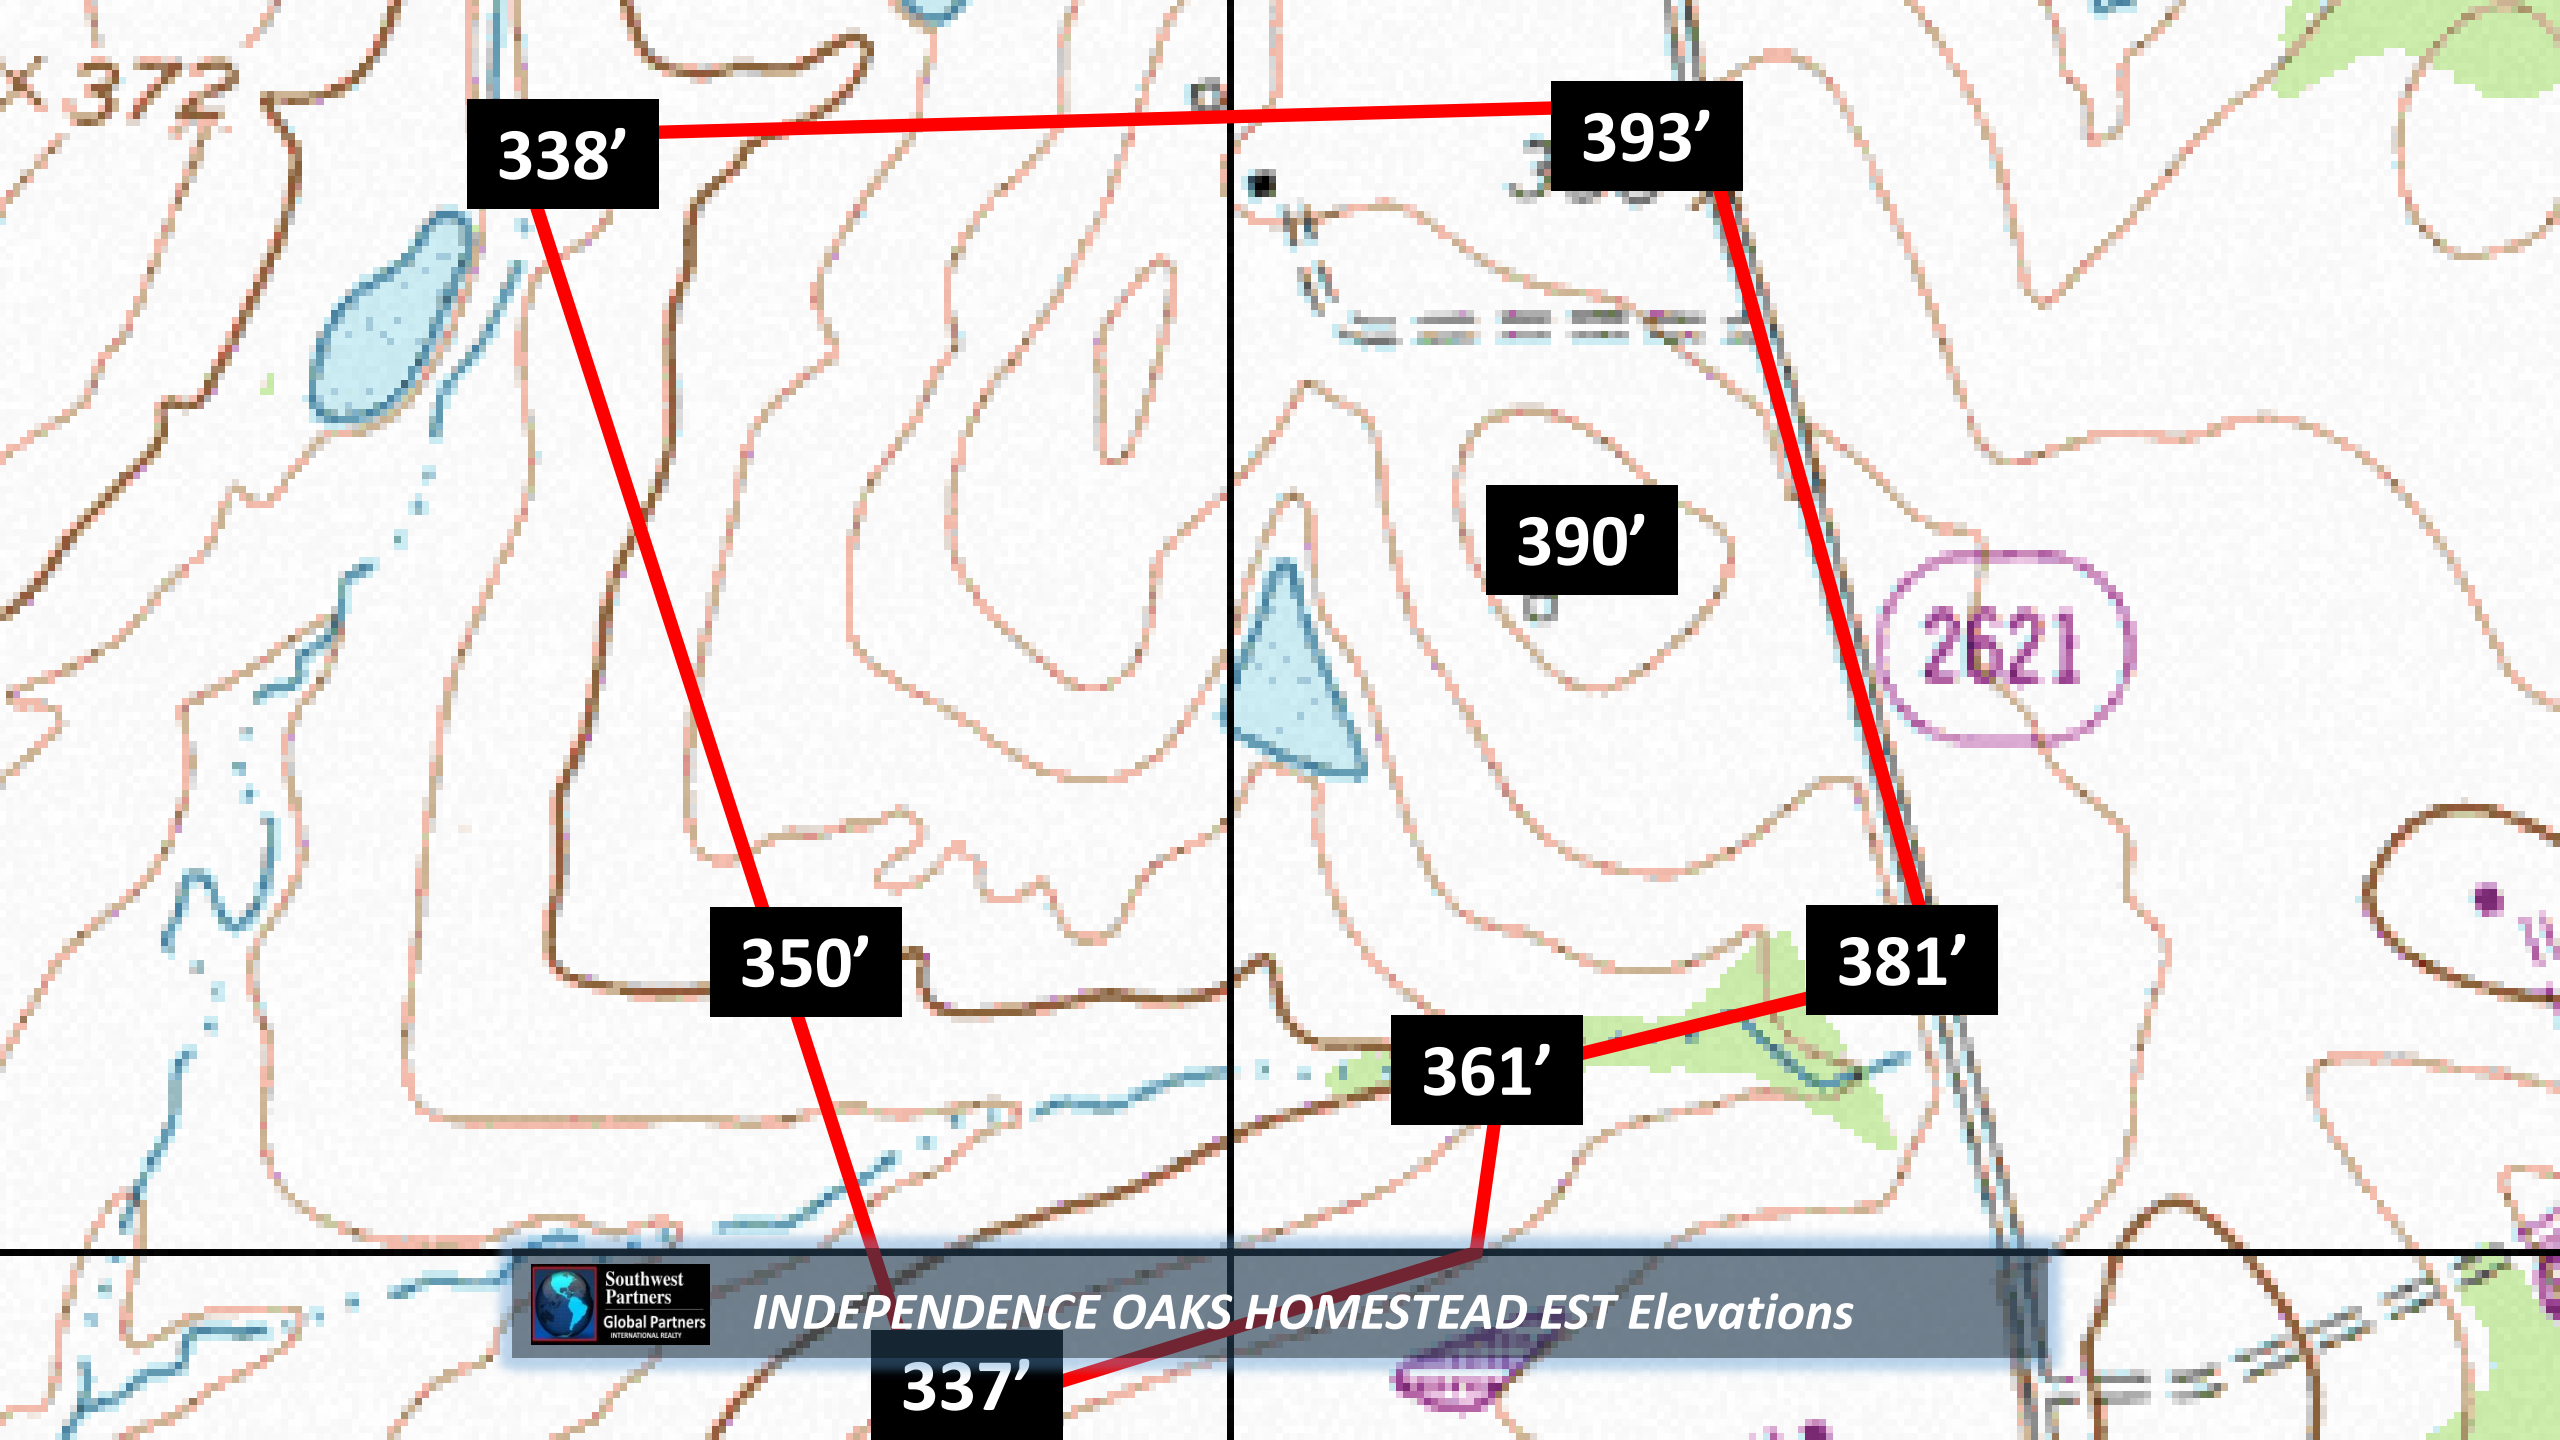 x 372
338’
393’
390’
2621
350’
381’
361’
Southwest
Partners
Global Partners
INTERNATIONAL REALTY
INDEPENDENCE OAKS HOMESTEAD EST Elevations
337’